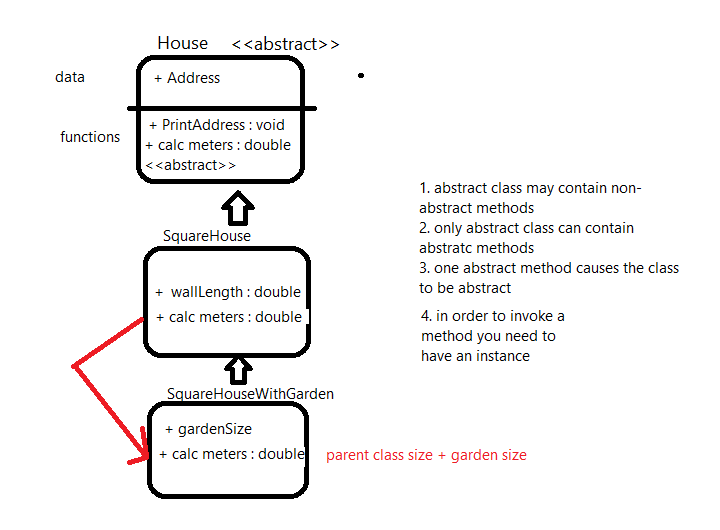 House <<abstract>>
data
+ Address
functions
+ PrintAddress : void
+ calc meters : double
<<abstract>>
SquareHouse
+ wallLength : double
+ calc meters : double
SquareHouseWithGarden
+ gardenSize
+ calc meters : double
parent class size + garden size
1. abstract class may contain non-
abstract methods
2. only abstract class can contain
abstratc methods
3. one abstract method causes the class
to be abstract
4. in order to invoke a
method you need to
have an instance